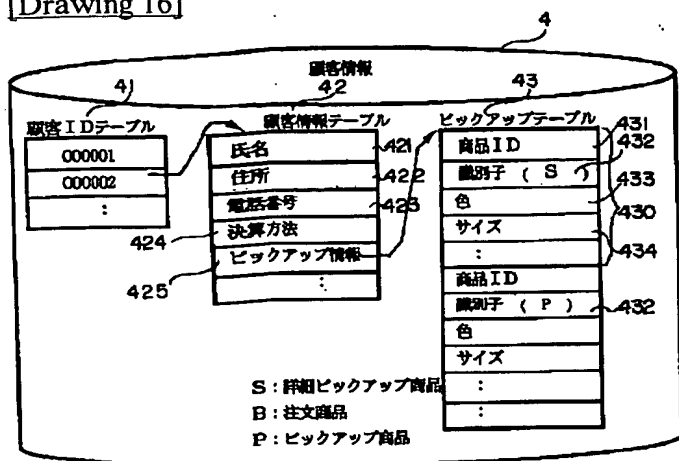 [Drawing 16]
4
顧客情報
41
42
43
顧客IDテーブル
000001
000002
:
顧客情報テーブル
氏名
421
住所
422
電話番号
423
決算方法
424
ピックアップ情報
425
:
ピックアップテーブル
商品ID
431
識別子 ( S )
432
色
433
サイズ
434
:
430
商品ID
識別子 ( P )
432
色
サイズ
:
:
S:詳細ピックアップ商品
B:注文商品
P:ピックアップ商品